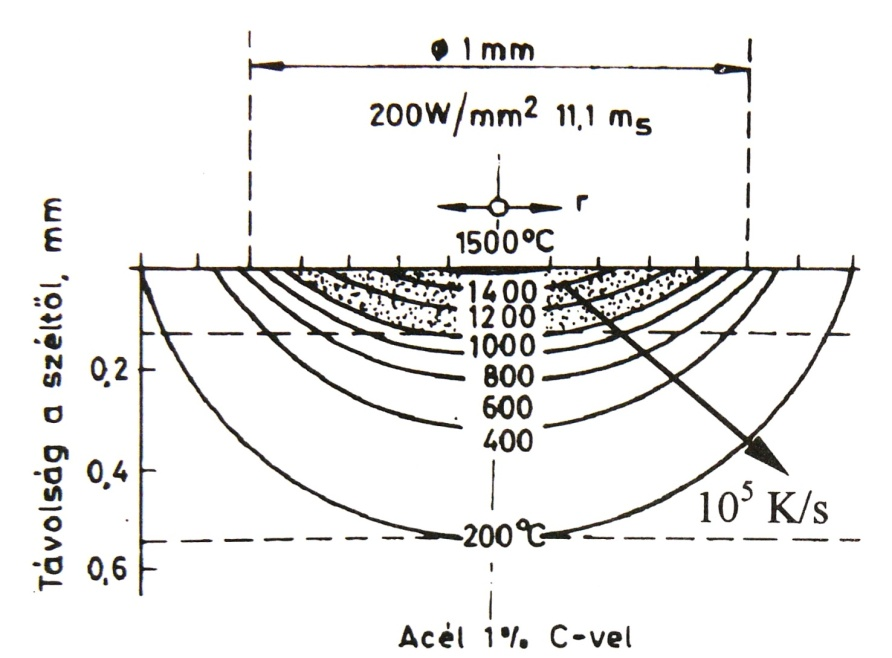 ϕ 1mm
200W/mm² 11,1 ms
r
1500°C
1400
1200
1000
800
600
400
200°C
0,2
0,4
0,6
Távolság a széltől, mm
10⁵ K/s
Acél 1% C-vel